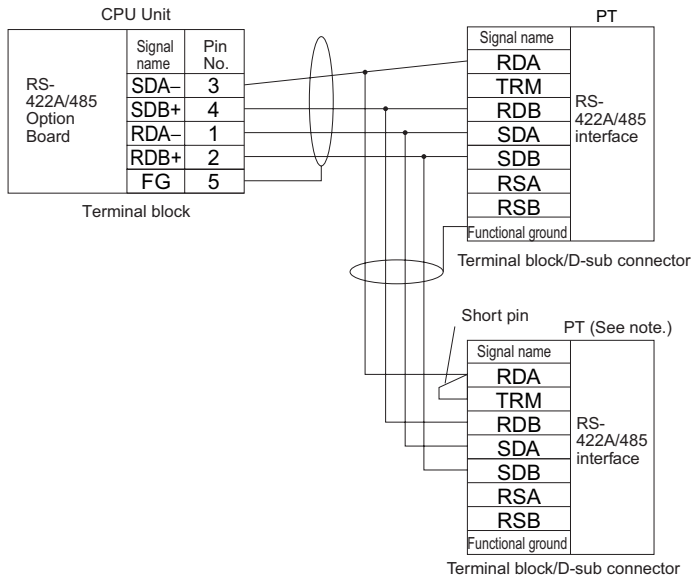 CPU Unit
Signal name
Pin No.
RS-422A/485 Option Board
SDA– 3
SDB+ 4
RDA– 1
RDB+ 2
FG 5
Terminal block
PT
Signal name
RDA
TRM
RDB
SDA
SDB
RSA
RSB
Functional ground
RS-422A/485 interface
Terminal block/D-sub connector
Short pin
PT (See note.)
Signal name
RDA
TRM
RDB
SDA
SDB
RSA
RSB
Functional ground
RS-422A/485 interface
Terminal block/D-sub connector